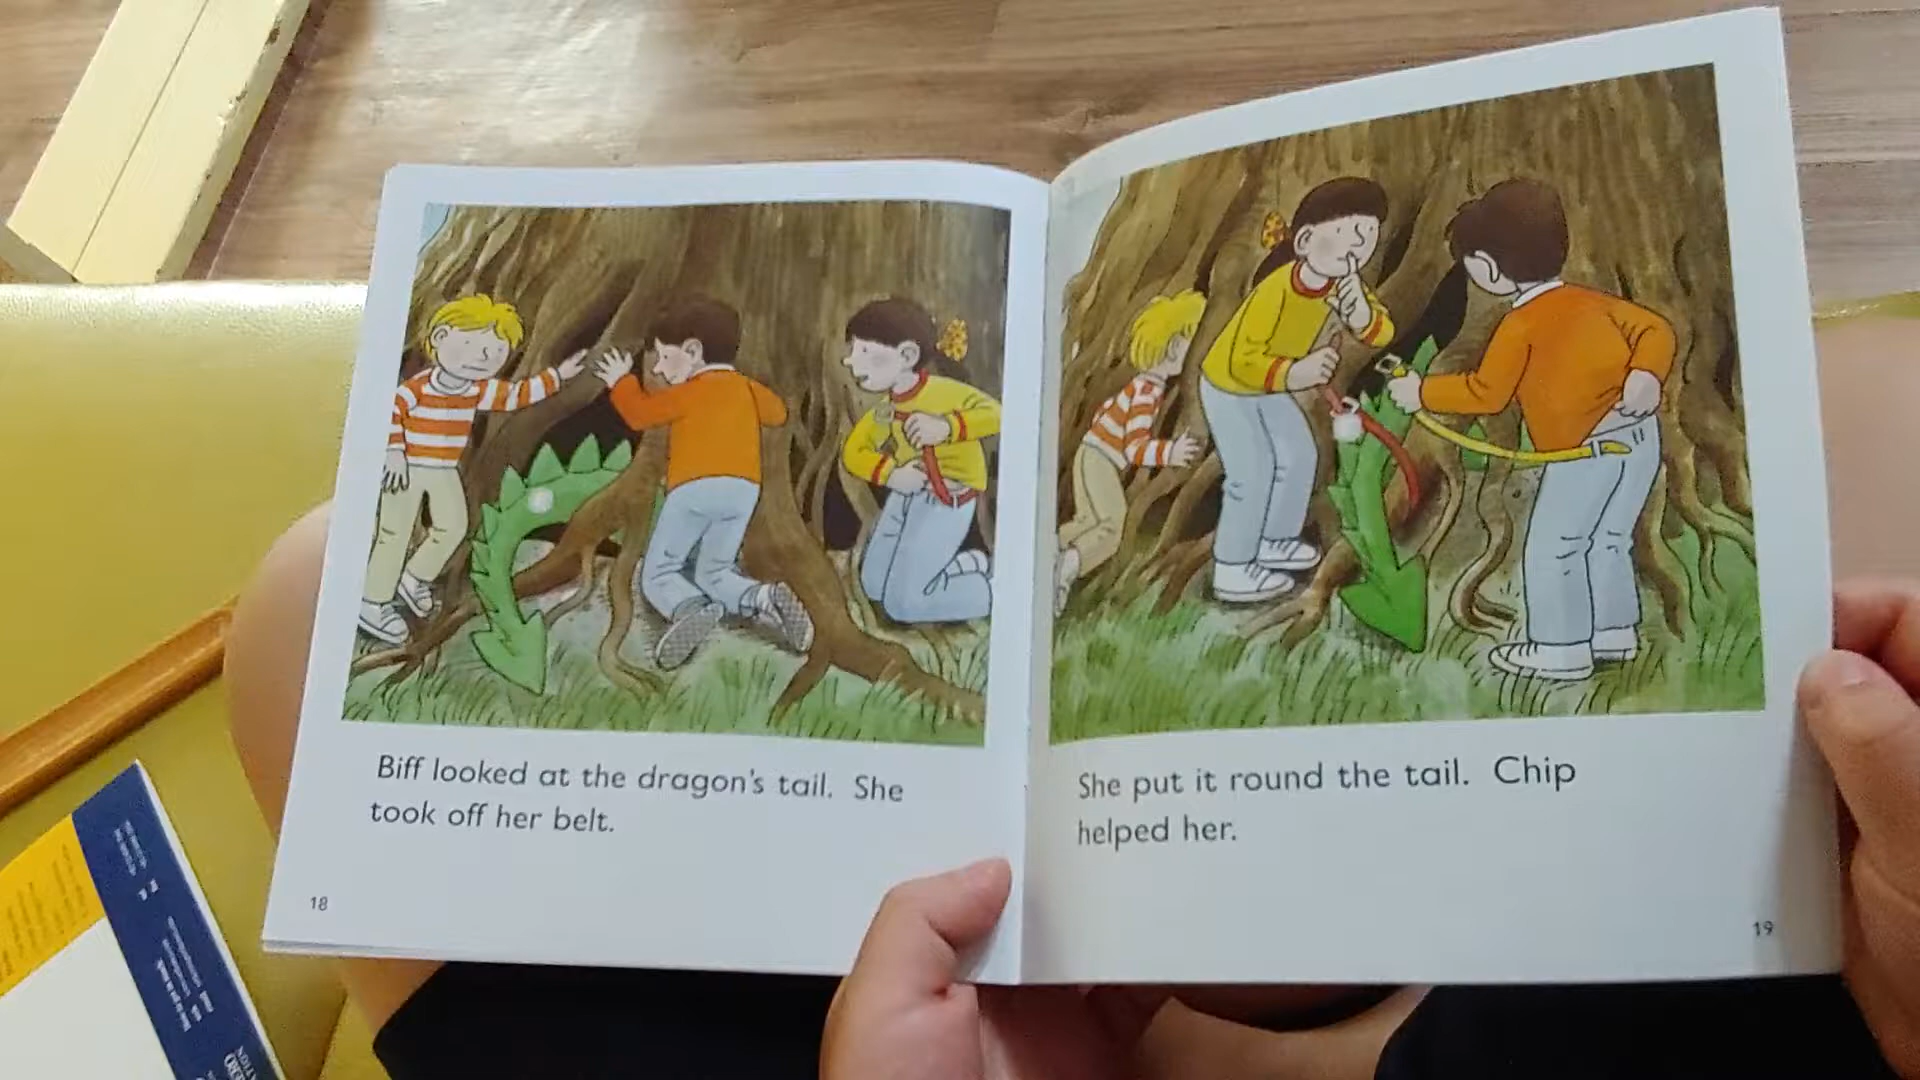 Biff looked at the dragon's tail. She
took off her belt.
18
She put it round the tail. Chip
helped her.
19